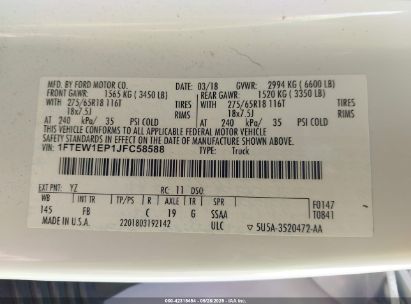 MFD. BY FORD MOTOR CO. 03/18 GVWR: 2994 KG ( 6600 LB)
FRONT GAWR: 1565 KG ( 3450 LB) REAR GAWR: 1520 KG ( 3350 LB)
WITH 275/65R18 116T TIRES WITH 275/65R18 116T TIRES
18x7.5J RIMS 18x7.5J RIMS
AT 240 kPa/ 35 PSI COLD AT 240 kPa/ 35 PSI COLD
THIS VEHICLE CONFORMS TO ALL APPLICABLE FEDERAL MOTOR VEHICLE SAFETY AND THEFT PREVENTION STANDARDS IN EFFECT ON THE DATE OF MANUFACTURE SHOWN ABOVE.
VIN: 1FTEW1EP1JFC58588 TYPE: Truck
EXT PNT: YZ RC: 11 DSO: F0147
WB INT TR TP/PS R AXLE TR SPR T0841
145 FB C 19 G SSAA
MADE IN U.S.A. 2201803192142 ULC 5U5A-3520472-AA